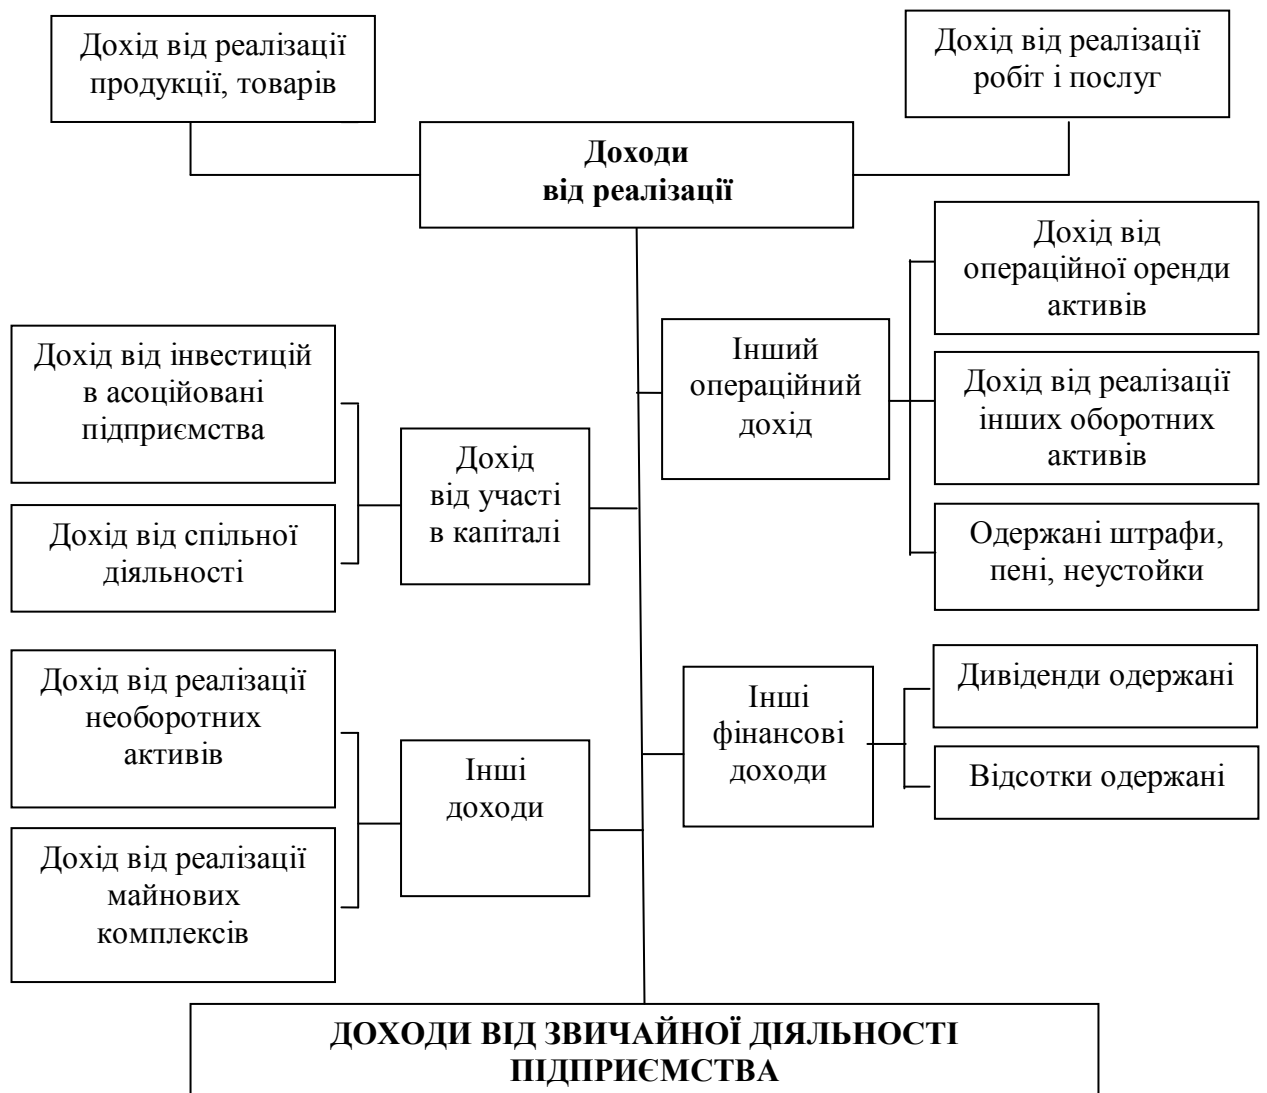 Дохід від реалізації
продукції, товарів
Дохід від реалізації
робіт і послуг
Доходи
від реалізації
Дохід від
операційної оренди
активів
Інший
операційний
дохід
Дохід від інвестицій
в асоційовані
підприємства
Дохід від реалізації
інших оборотних
активів
Дохід
від участі
в капіталі
Дохід від спільної
діяльності
Одержані штрафи,
пені, неустойки
Дохід від реалізації
необоротних
активів
Інші
фінансові
доходи
Дивіденди одержані
Інші
доходи
Відсотки одержані
Дохід від реалізації
майнових
комплексів
ДОХОДИ ВІД ЗВИЧАЙНОЇ ДІЯЛЬНОСТІ
ПІДПРИЄМСТВА